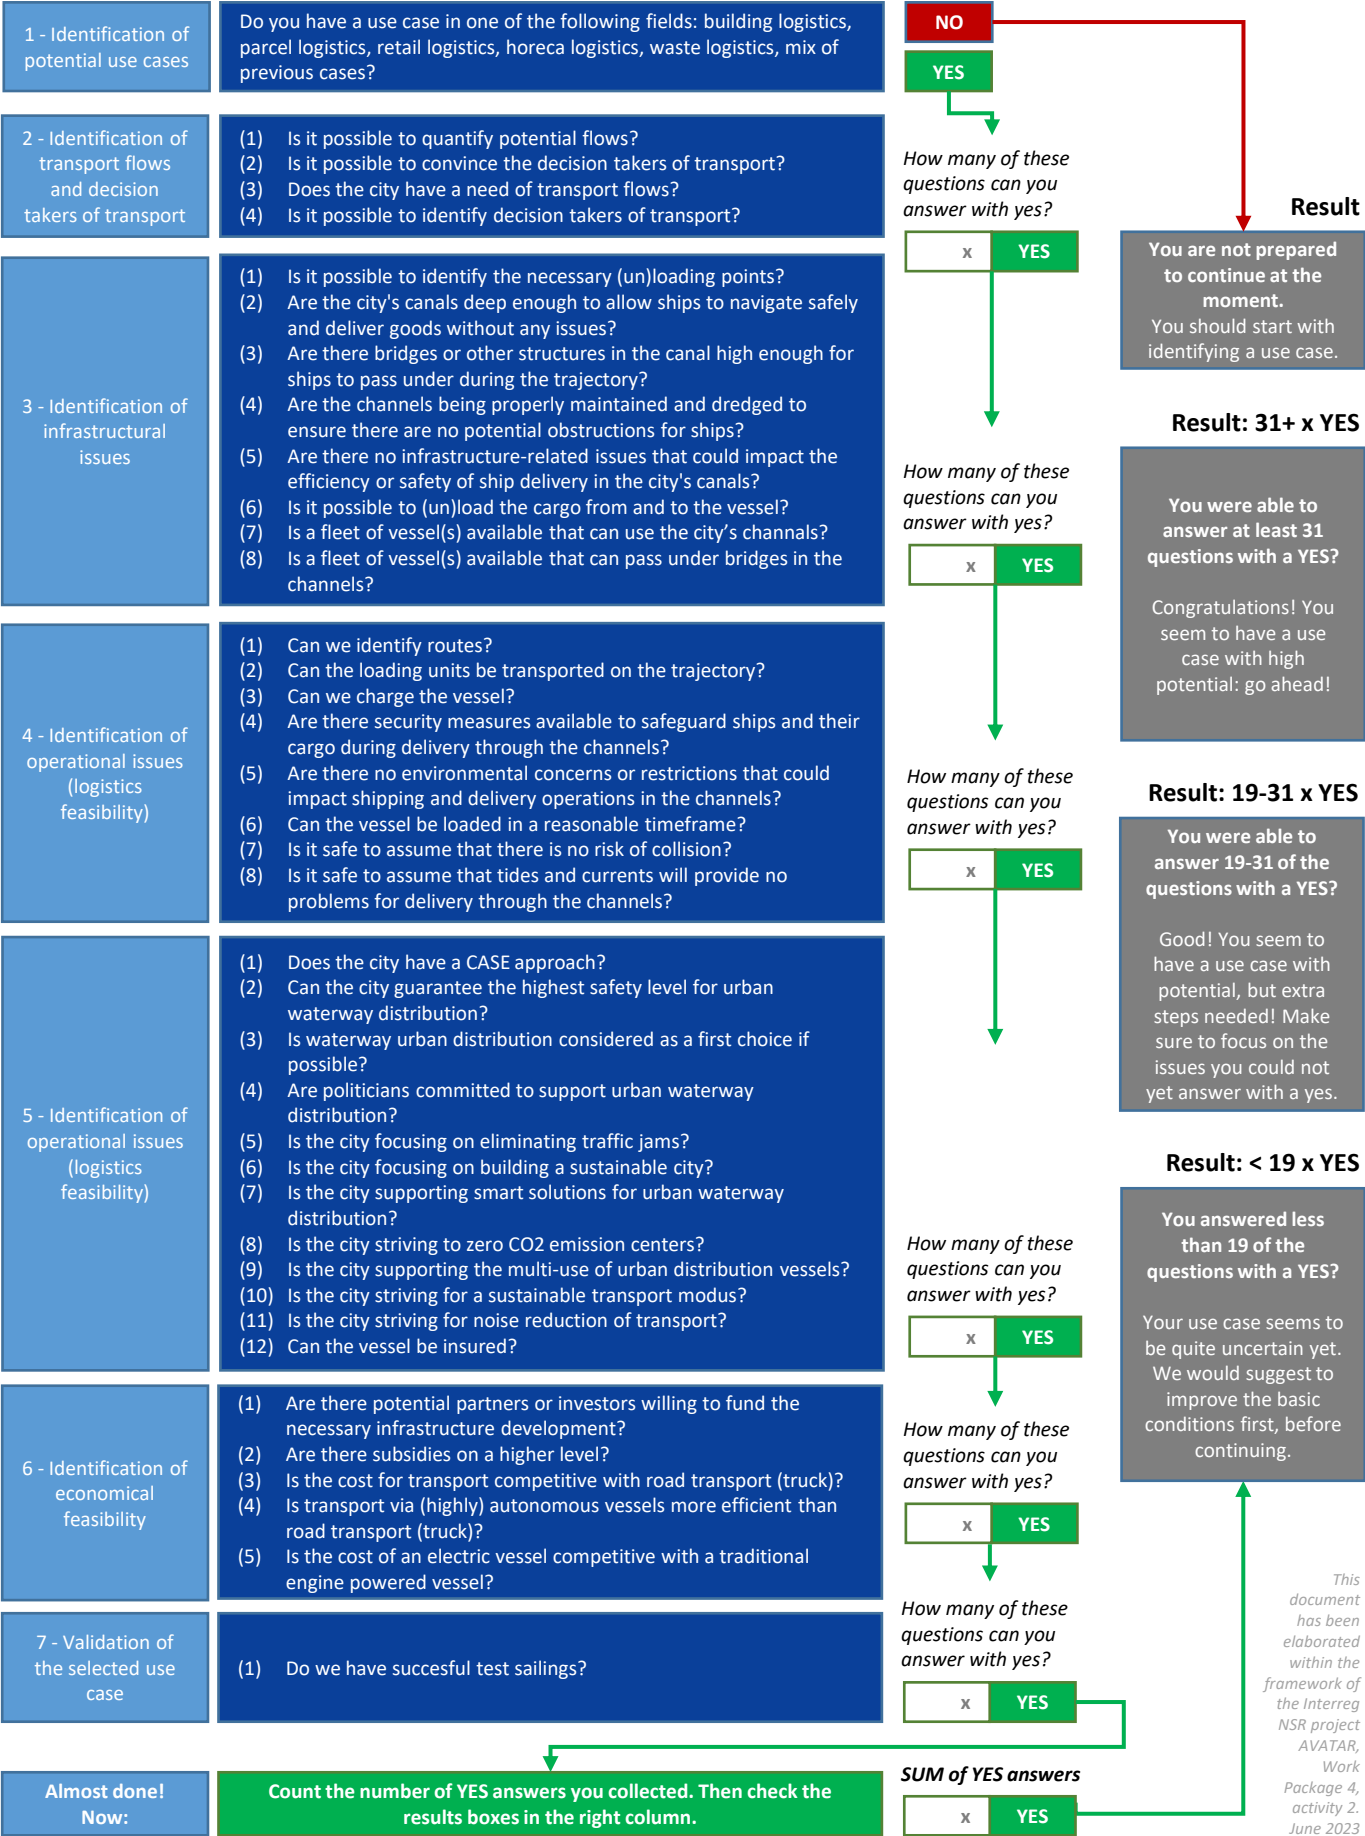 1 - Identification of
potential use cases
Do you have a use case in one of the following fields: building logistics,
parcel logistics, retail logistics, horeca logistics, waste logistics, mix of
previous cases?
NO
YES
2 - Identification of
transport flows
and decision
takers of transport
(1) Is it possible to quantify potential flows?
(2) Is it possible to convince the decision takers of transport?
(3) Does the city have a need of transport flows?
(4) Is it possible to identify decision takers of transport?
How many of these
questions can you
answer with yes?
x YES
3 - Identification of
infrastructural
issues
(1) Is it possible to identify the necessary (un)loading points?
(2) Are the city's canals deep enough to allow ships to navigate safely
and deliver goods without any issues?
(3) Are there bridges or other structures in the canal high enough for
ships to pass under during the trajectory?
(4) Are the channels being properly maintained and dredged to
ensure there are no potential obstructions for ships?
(5) Are there no infrastructure-related issues that could impact the
efficiency or safety of ship delivery in the city's canals?
(6) Is it possible to (un)load the cargo from and to the vessel?
(7) Is a fleet of vessel(s) available that can use the city’s channels?
(8) Is a fleet of vessel(s) available that can pass under bridges in the
channels?
How many of these
questions can you
answer with yes?
x YES
4 - Identification of
operational issues
(logistics
feasibility)
(1) Can we identify routes?
(2) Can the loading units be transported on the trajectory?
(3) Can we charge the vessel?
(4) Are there security measures available to safeguard ships and their
cargo during delivery through the channels?
(5) Are there no environmental concerns or restrictions that could
impact shipping and delivery operations in the channels?
(6) Can the vessel be loaded in a reasonable timeframe?
(7) Is it safe to assume that there is no risk of collision?
(8) Is it safe to assume that tides and currents will provide no
problems for delivery through the channels?
How many of these
questions can you
answer with yes?
x YES
5 - Identification of
operational issues
(logistics
feasibility)
(1) Does the city have a CASE approach?
(2) Can the city guarantee the highest safety level for urban
waterway distribution?
(3) Is waterway urban distribution considered as a first choice if
possible?
(4) Are politicians committed to support urban waterway
distribution?
(5) Is the city focusing on eliminating traffic jams?
(6) Is the city focusing on building a sustainable city?
(7) Is the city supporting smart solutions for urban waterway
distribution?
(8) Is the city striving to zero CO2 emission centers?
(9) Is the city supporting the multi-use of urban distribution vessels?
(10) Is the city striving for a sustainable transport modus?
(11) Is the city striving for noise reduction of transport?
(12) Can the vessel be insured?
How many of these
questions can you
answer with yes?
x YES
6 - Identification of
economical
feasibility
(1) Are there potential partners or investors willing to fund the
necessary infrastructure development?
(2) Are there subsidies on a higher level?
(3) Is the cost for transport competitive with road transport (truck)?
(4) Is transport via (highly) autonomous vessels more efficient than
road transport (truck)?
(5) Is the cost of an electric vessel competitive with a traditional
engine powered vessel?
How many of these
questions can you
answer with yes?
x YES
7 - Validation of
the selected use
case
(1) Do we have succesful test sailings?
How many of these
questions can you
answer with yes?
x YES
Almost done!
Now:
Count the number of YES answers you collected. Then check the
results boxes in the right column.
SUM of YES answers
x YES
Result
You are not prepared
to continue at the
moment.
You should start with
identifying a use case.
Result: 31+ x YES
You were able to
answer at least 31
questions with a YES?
Congratulations! You
seem to have a use
case with high
potential: go ahead!
Result: 19-31 x YES
You were able to
answer 19-31 of the
questions with a YES?
Good! You seem to
have a use case with
potential, but extra
steps needed! Make
sure to focus on the
issues you could not
yet answer with a yes.
Result: < 19 x YES
You answered less
than 19 of the
questions with a YES?
Your use case seems to
be quite uncertain yet.
We would suggest to
improve the basic
conditions first, before
continuing.
This
document
has been
elaborated
within the
framework of
the Interreg
NSR project
AVATAR,
Work
Package 4,
activity 2.
June 2023